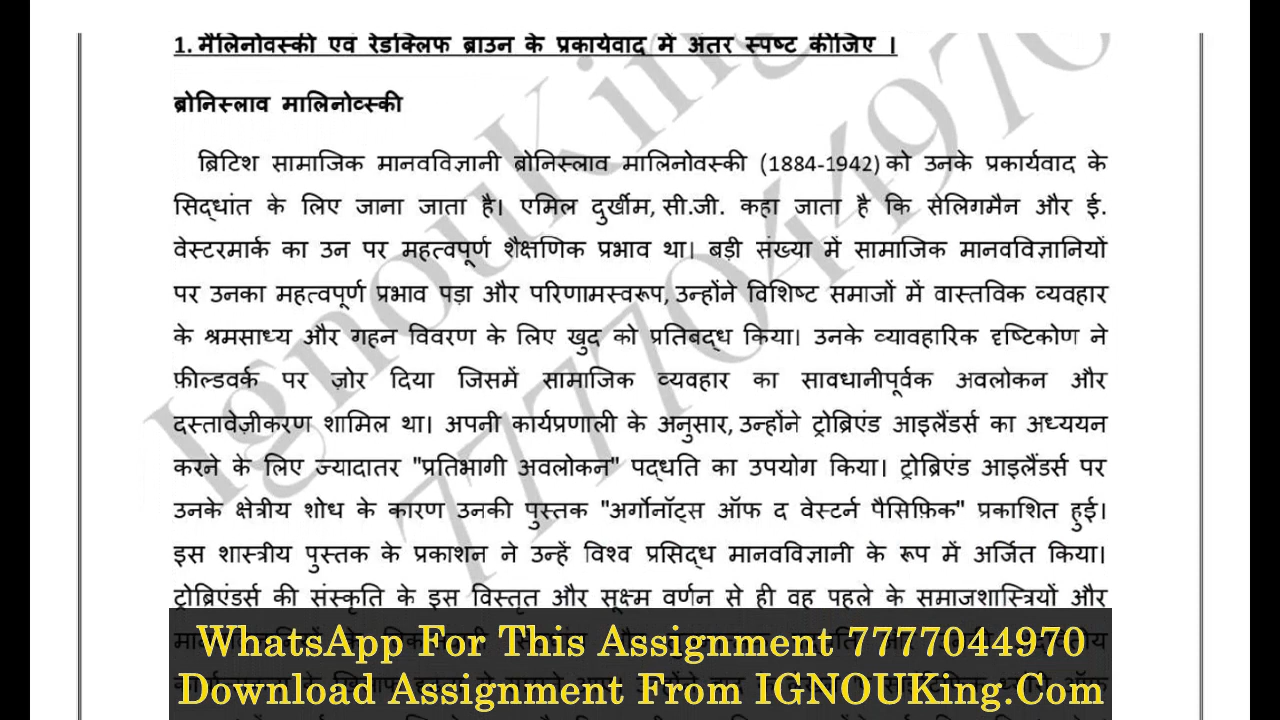 1. मैलिनोवस्की एवं रेडक्लिफ ब्राउन के प्रकार्यवाद में अंतर स्पष्ट कीजिए ।
ब्रोनिस्लाव मालिनोव्स्की
ब्रिटिश सामाजिक मानवविज्ञानी ब्रोनिस्लाव मालिनोवस्की (1884-1942) को उनके प्रकार्यवाद के
सिद्धांत के लिए जाना जाता है। एमिल दुर्खीम, सी.जी. कहा जाता है कि सेलिगमैन और ई.
वेस्टरमार्क का उन पर महत्वपूर्ण शैक्षणिक प्रभाव था। बड़ी संख्या में सामाजिक मानवविज्ञानियों
पर उनका महत्वपूर्ण प्रभाव पड़ा और परिणामस्वरूप, उन्होंने विशिष्ट समाजों में वास्तविक व्यवहार
के श्रमसाध्य और गहन विवरण के लिए खुद को प्रतिबद्ध किया। उनके व्यावहारिक दृष्टिकोण ने
फ़ील्डवर्क पर ज़ोर दिया जिसमें सामाजिक व्यवहार का सावधानीपूर्वक अवलोकन और
दस्तावेज़ीकरण शामिल था। अपनी कार्यप्रणाली के अनुसार, उन्होंने ट्रोब्रिएंड आइलैंडर्स का अध्ययन
करने के लिए ज्यादातर "प्रतिभागी अवलोकन" पद्धति का उपयोग किया। ट्रोब्रिएंड आइलैंडर्स पर
उनके क्षेत्रीय शोध के कारण उनकी पुस्तक "अर्गोनॉट्स ऑफ द वेस्टर्न पैसिफ़िक" प्रकाशित हुई।
इस शास्त्रीय पुस्तक के प्रकाशन ने उन्हें विश्व प्रसिद्ध मानवविज्ञानी के रूप में अर्जित किया।
ट्रोब्रिएंडर्स की संस्कृति के इस विस्तृत और सूक्ष्म वर्णन से ही वह पहले के समाजशास्त्रियों और
WhatsApp For This Assignment 7777044970
Download Assignment From IGNOUKing.Com
IgnouKing
7777044970